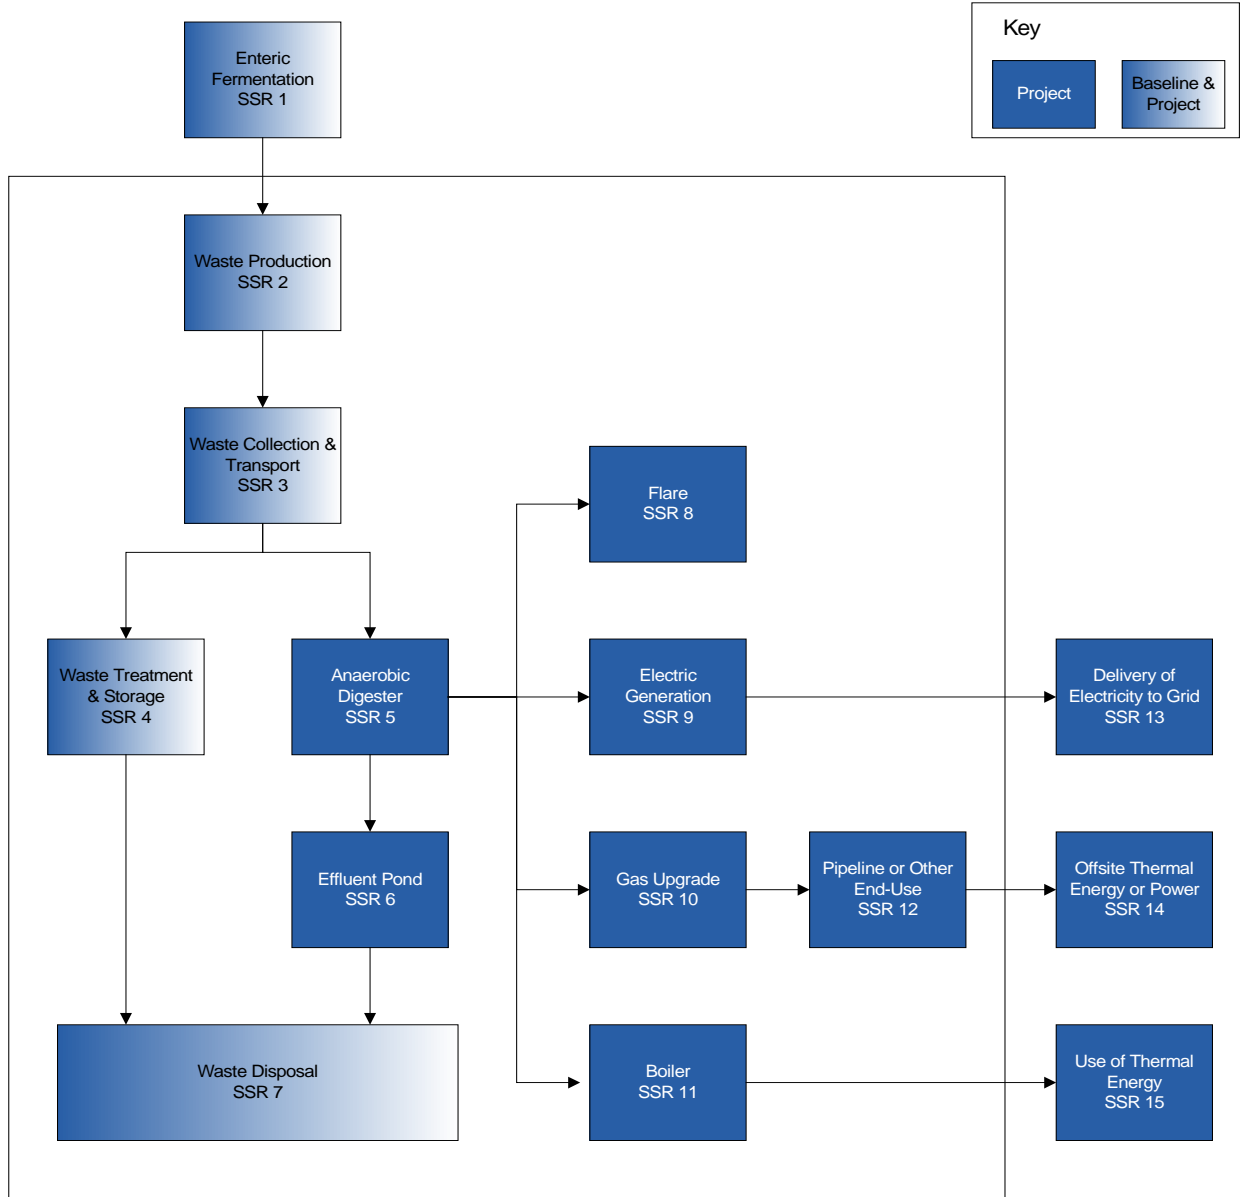 Key
Project
Baseline &
Project
Enteric
Fermentation
SSR 1
Waste Production
SSR 2
Waste Collection &
Transport
SSR 3
Flare
SSR 8
Waste Treatment
& Storage
SSR 4
Anaerobic
Digester
SSR 5
Electric
Generation
SSR 9
Delivery of
Electricity to Grid
SSR 13
Effluent Pond
SSR 6
Gas Upgrade
SSR 10
Pipeline or Other
End-Use
SSR 12
Offsite Thermal
Energy or Power
SSR 14
Waste Disposal
SSR 7
Boiler
SSR 11
Use of Thermal
Energy
SSR 15